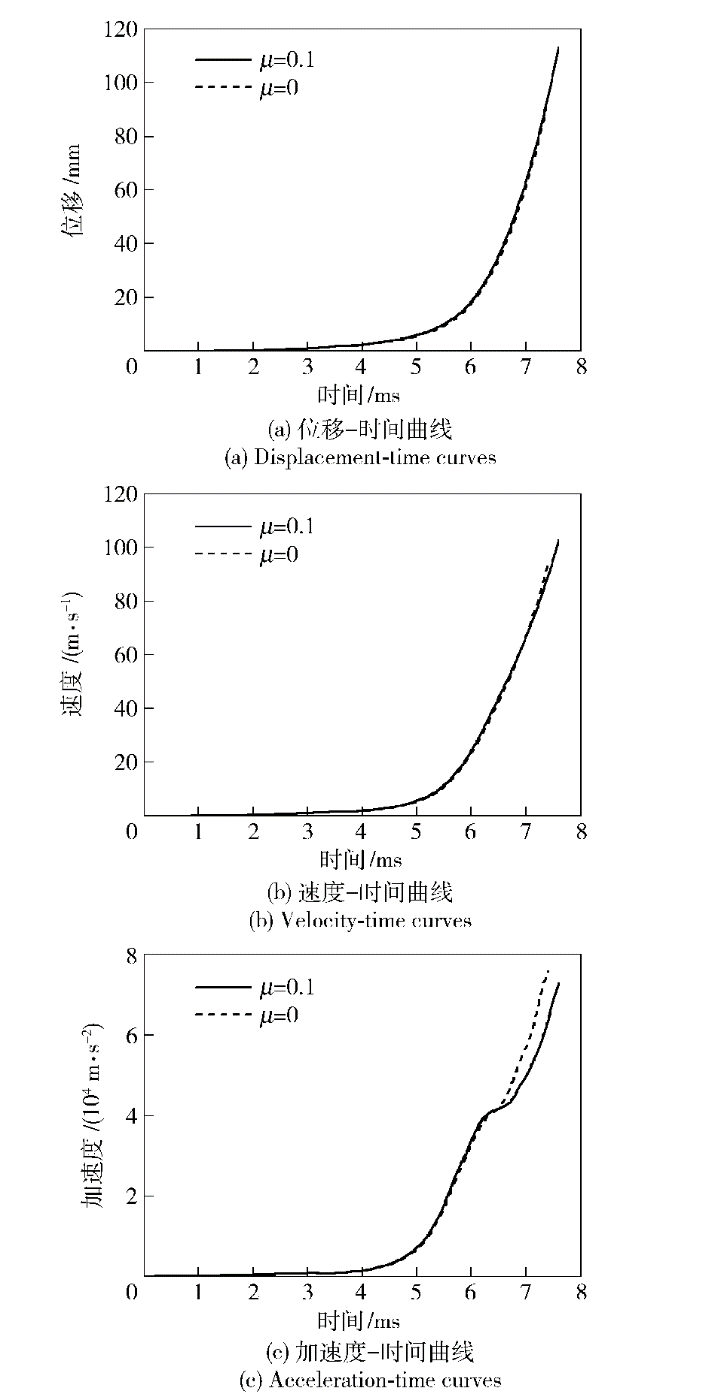 120
100
80
60
40
20
0
μ=0.1
μ=0
位移/mm
1 2 3 4 5 6 7 8
时间/ms
(a) 位移–时间曲线
(a) Displacement-time curves
120
100
80
60
40
20
0
μ=0.1
μ=0
速度/(m·s⁻¹)
1 2 3 4 5 6 7 8
时间/ms
(b) 速度–时间曲线
(b) Velocity-time curves
8
6
4
2
0
μ=0.1
μ=0
加速度/(10⁴ m·s⁻²)
1 2 3 4 5 6 7 8
时间/ms
(c) 加速度–时间曲线
(c) Acceleration-time curves